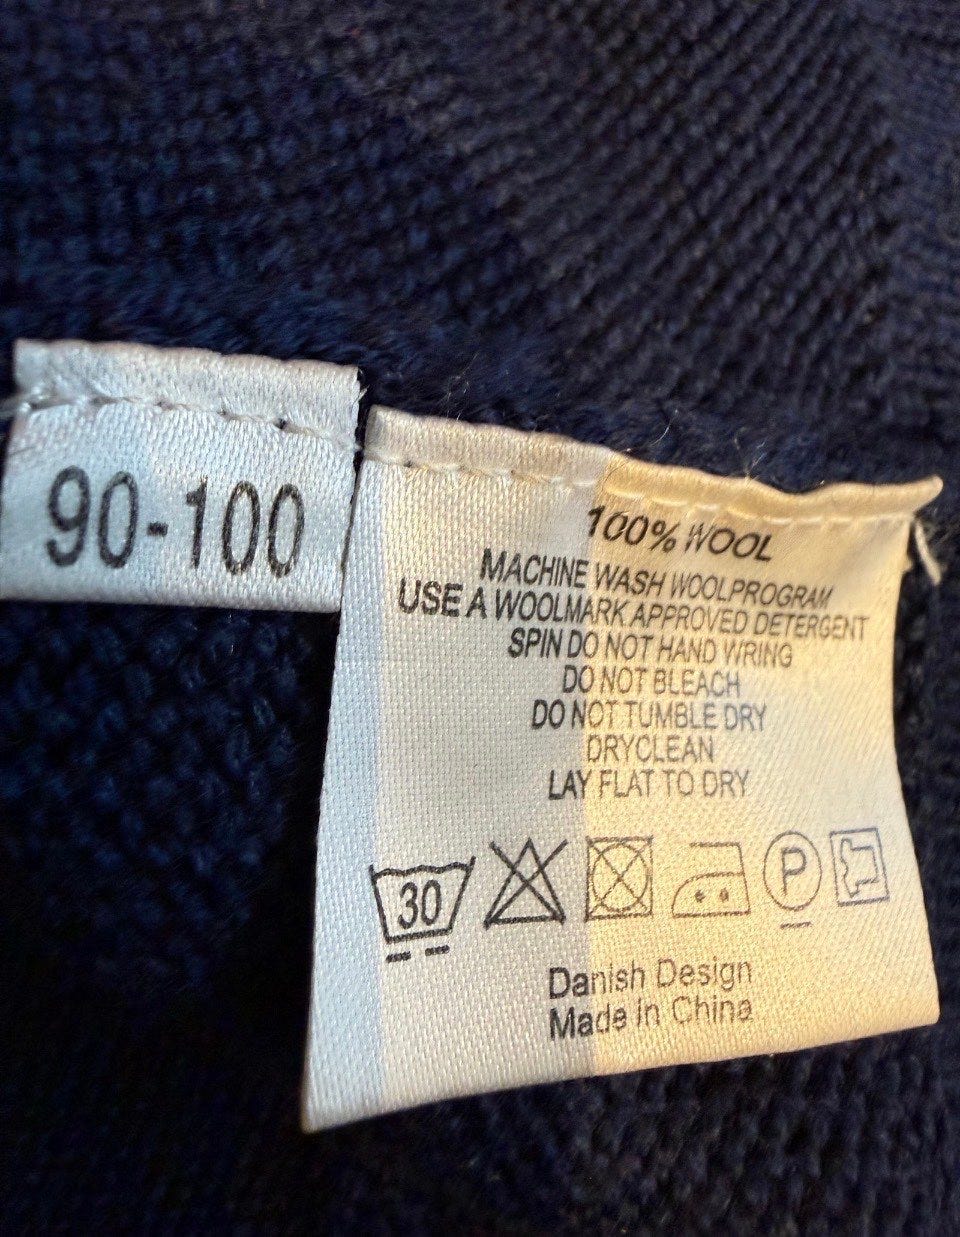 90-100
100% WOOL
MACHINE WASH WOOLPROGRAM
USE A WOOLMARK APPROVED DETERGENT
SPIN DO NOT HAND WRING
DO NOT BLEACH
DO NOT TUMBLE DRY
DRYCLEAN
LAY FLAT TO DRY
30
P
Danish Design
Made in China